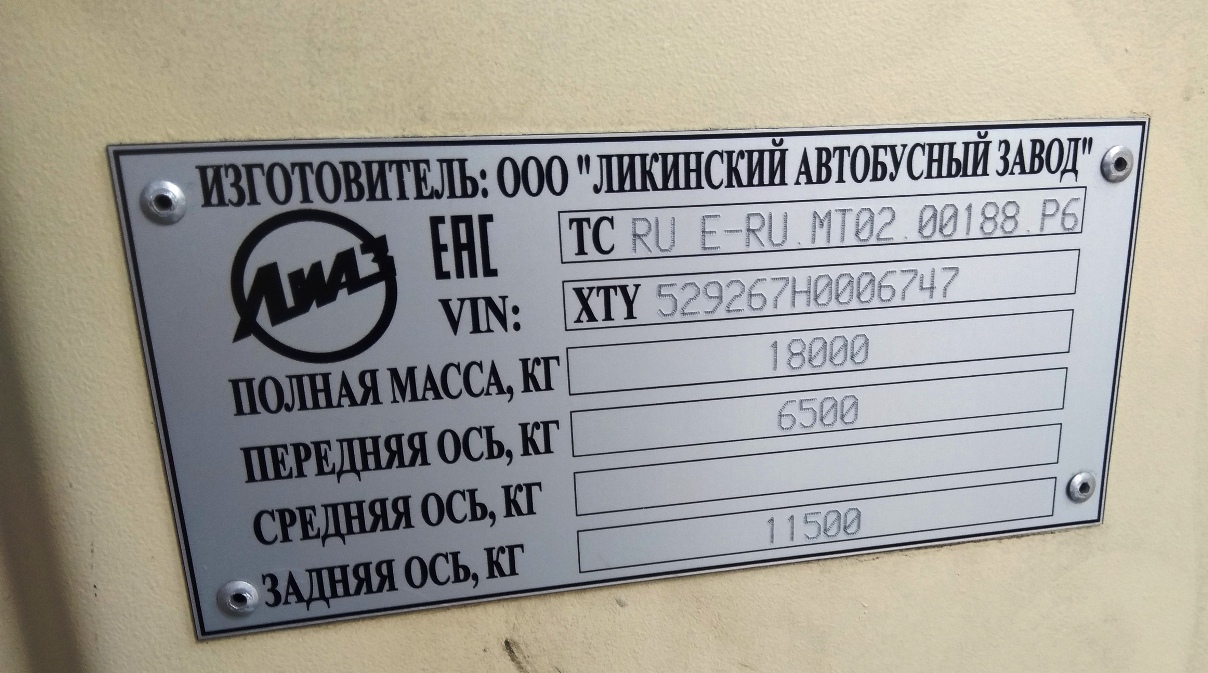 ИЗГОТОВИТЕЛЬ: ООО "ЛИКИНСКИЙ АВТОБУСНЫЙ ЗАВОД"
ЛИАЗ
ЕАС
ТС RU E-RU.MT02.00188.P6
VIN: XTY 529267H0006747
ПОЛНАЯ МАССА, КГ 18000
ПЕРЕДНЯЯ ОСЬ, КГ 6500
СРЕДНЯЯ ОСЬ, КГ
ЗАДНЯЯ ОСЬ, КГ 11500